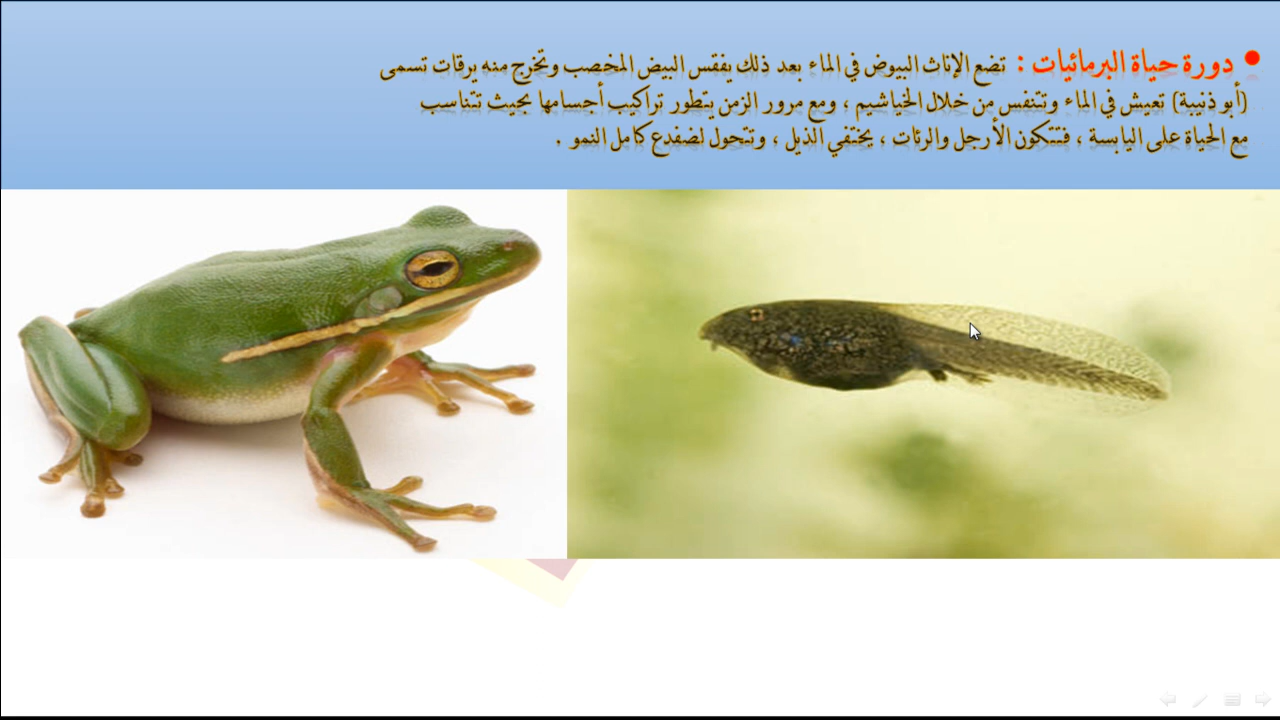 • دورة حياة البرمائيات : تضع الإناث البيوض في الماء بعد ذلك يفقس البيض المخصب وتخرج منه يرقات تسمى
(أبو ذنيبة) تعيش في الماء وتتنفس من خلال الخياشيم ، ومع مرور الزمن يتطور تراكيب أجسامها بحيث تتناسب
مع الحياة على اليابسة ، فتتكون الأرجل والرئات ، يختفي الذيل ، وتتحول لضفدع كامل النمو .